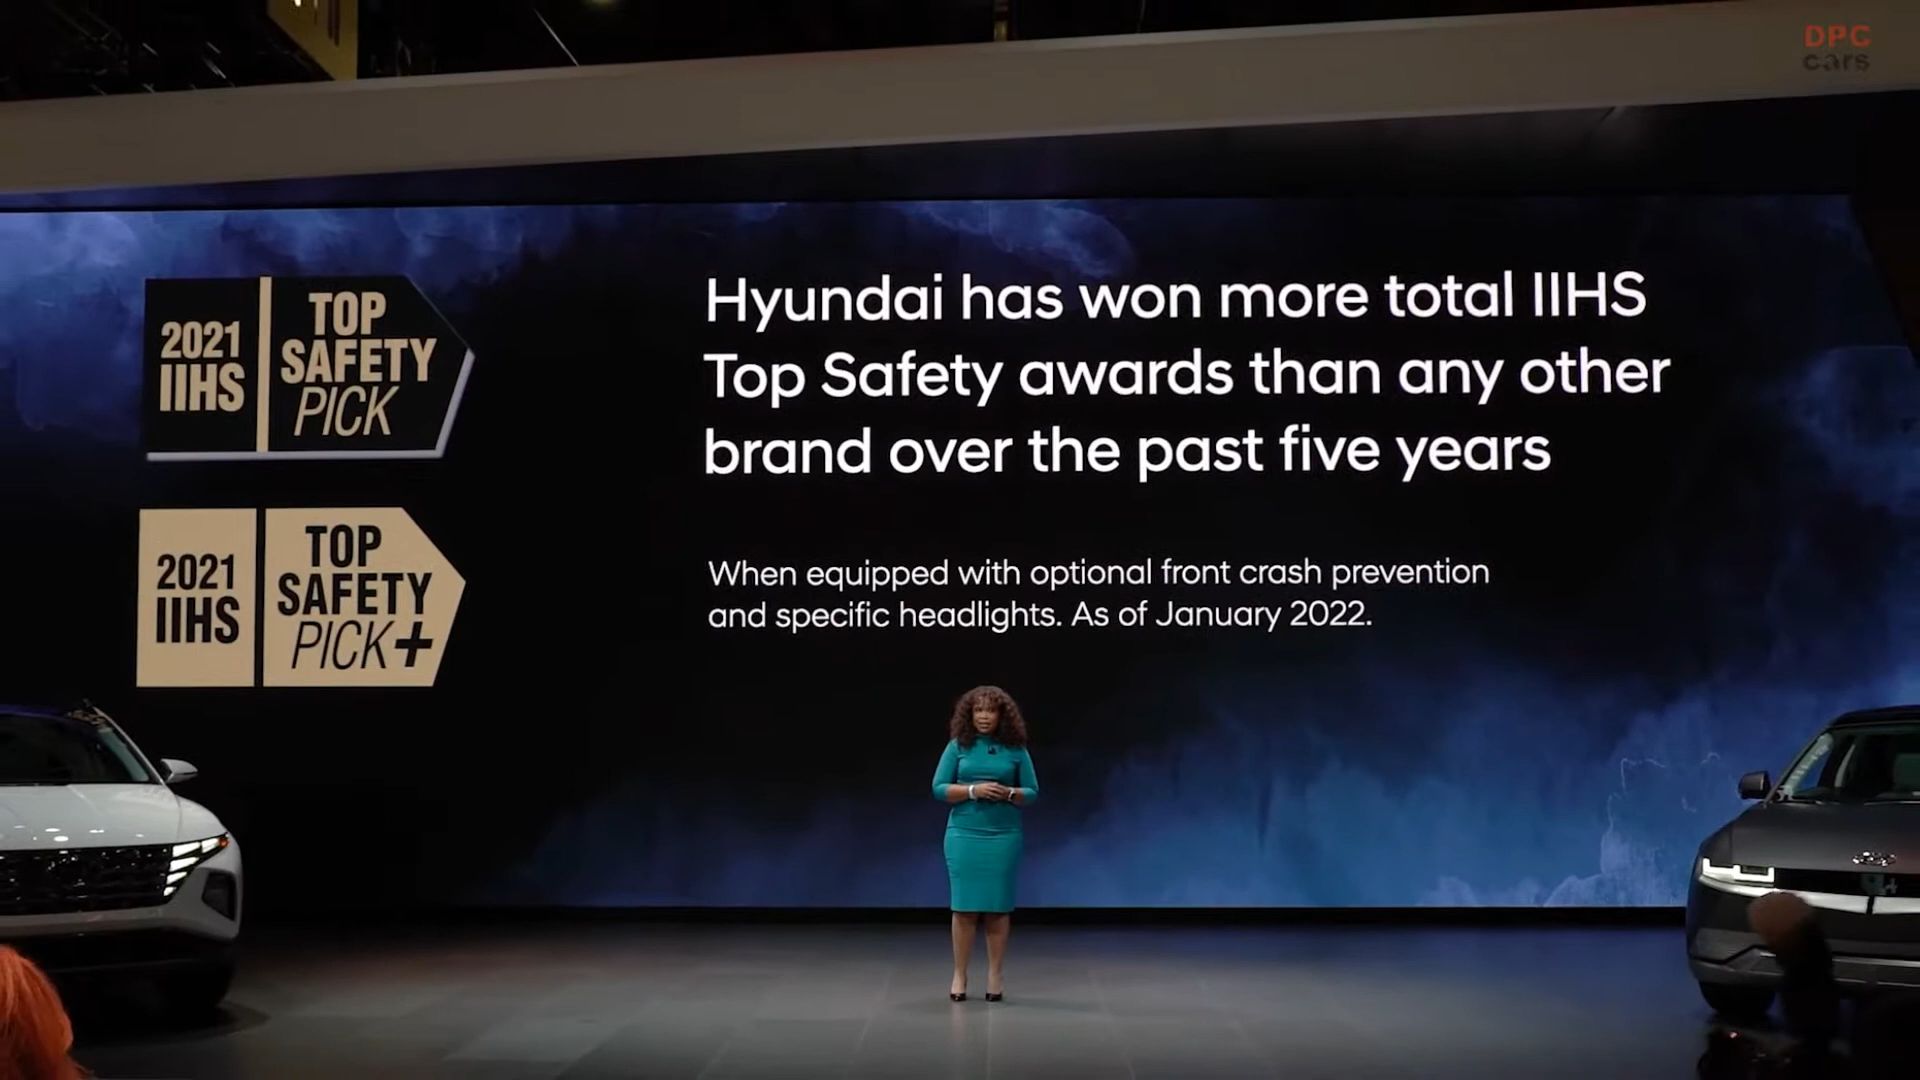 DPC
cars
2021
IIHS
TOP
SAFETY
PICK
Hyundai has won more total IIHS
Top Safety awards than any other
brand over the past five years
When equipped with optional front crash prevention
and specific headlights. As of January 2022.
2021
IIHS
TOP
SAFETY
PICK+